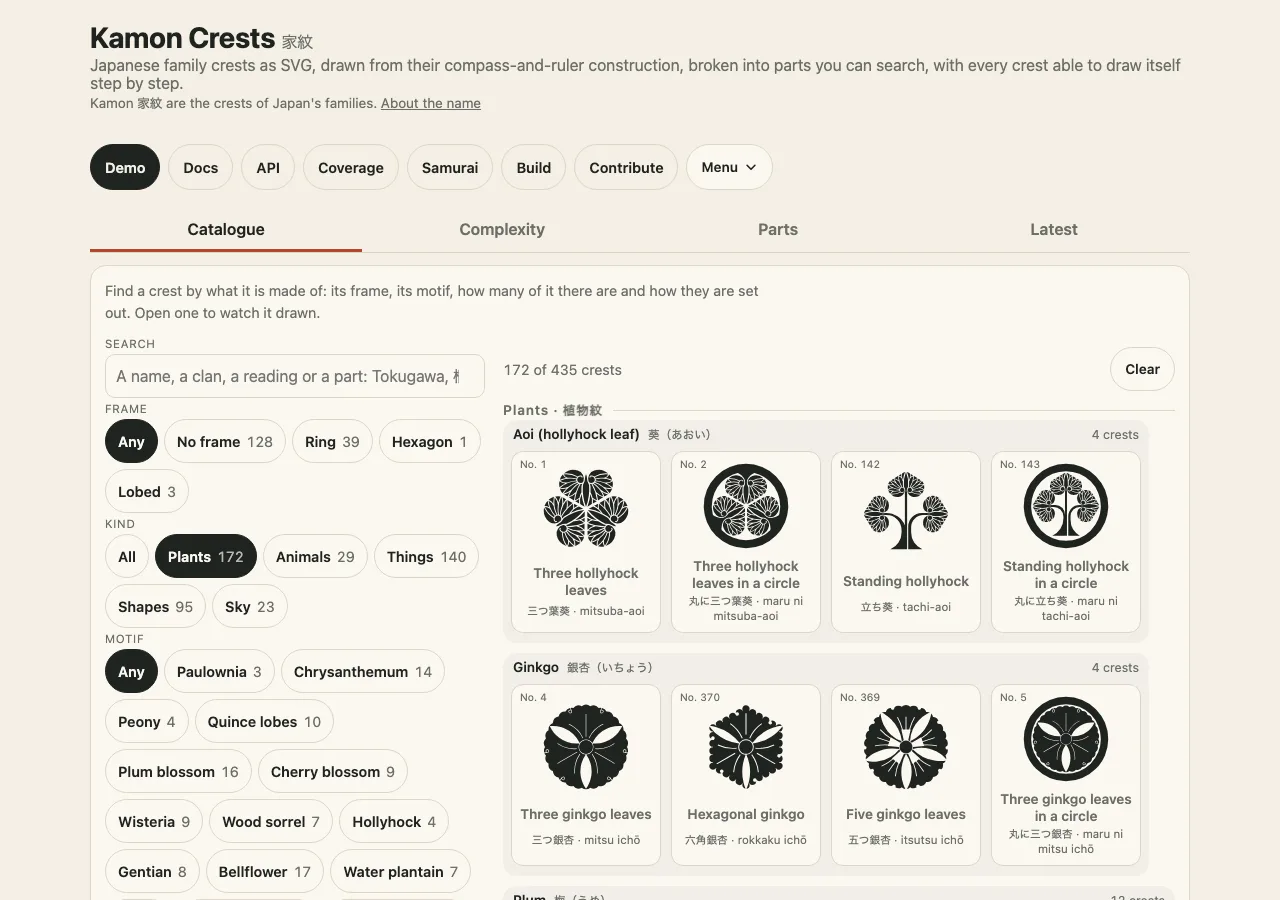 Kamon Crests 家紋
Japanese family crests as SVG, drawn from their compass-and-ruler construction, broken into parts you can search, with every crest able to draw itself
step by step.
Kamon 家紋 are the crests of Japan's families. About the name
Demo Docs API Coverage Samurai Build Contribute Menu
Catalogue Complexity Parts Latest
Find a crest by what it is made of: its frame, its motif, how many of it there are and how they are set
out. Open one to watch it drawn.
SEARCH
A name, a clan, a reading or a part: Tokugawa,
172 of 435 crests
Clear
FRAME
Any No frame 128 Ring 39 Hexagon 1
Lobed 3
KIND
All Plants 172 Animals 29 Things 140
Shapes 95 Sky 23
MOTIF
Any Paulownia 3 Chrysanthemum 14
Peony 4 Quince lobes 10
Plum blossom 16 Cherry blossom 9
Wisteria 9 Wood sorrel 7 Hollyhock 4
Gentian 8 Bellflower 17 Water plantain 7
Plants · 植物紋
Aoi (hollyhock leaf) 葵（あおい） 4 crests
No. 1
Three hollyhock
leaves
三つ葉葵 · mitsuba-aoi
No. 2
Three hollyhock
leaves in a circle
丸に三つ葉葵 · maru ni
mitsuba-aoi
No. 142
Standing hollyhock
立ち葵 · tachi-aoi
No. 143
Standing hollyhock
in a circle
丸に立ち葵 · maru ni
tachi-aoi
Ginkgo 銀杏（いちょう） 4 crests
No. 4
Three ginkgo leaves
三つ銀杏 · mitsu ichō
No. 370
Hexagonal ginkgo
六角銀杏 · rokkaku ichō
No. 369
Five ginkgo leaves
五つ銀杏 · itsutsu ichō
No. 5
Three ginkgo leaves
in a circle
丸に三つ銀杏 · maru ni
mitsu ichō
Plum 梅（うめ） 12 crests